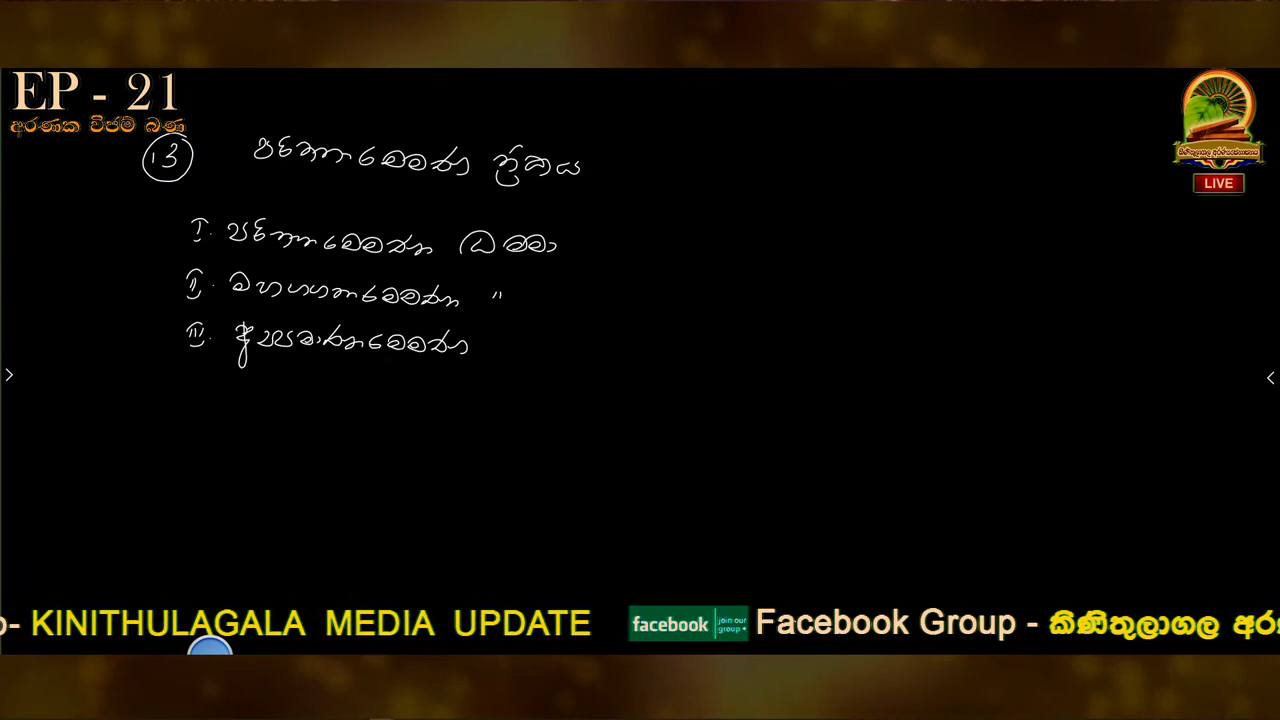 EP - 21
අරණක විජම් බණ
LIVE
13 පරිත්තාරම්මණ ත්‍රිකය
I. පරිත්තාරම්මණා ධම්මා
II. මහග්ගතාරම්මණා "
III. අප්පමාණාරම්මණා
KINITHULAGALA MEDIA UPDATE facebook join our group Facebook Group - කිණිතුලාගල